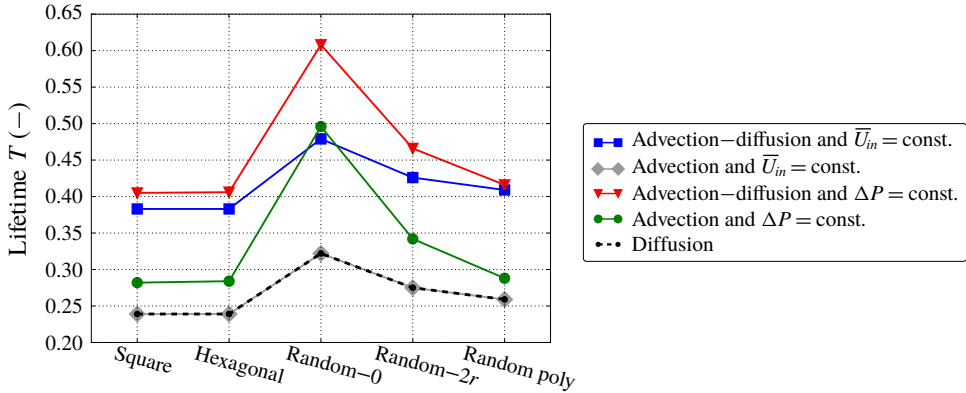 0.65
0.60
0.55
0.50
0.45
0.40
0.35
0.30
0.25
0.20
Lifetime T (−)
Square
Hexagonal
Random−0
Random−2r
Random poly
Advection−diffusion and U̅in = const.
Advection and U̅in = const.
Advection−diffusion and ΔP = const.
Advection and ΔP = const.
Diffusion